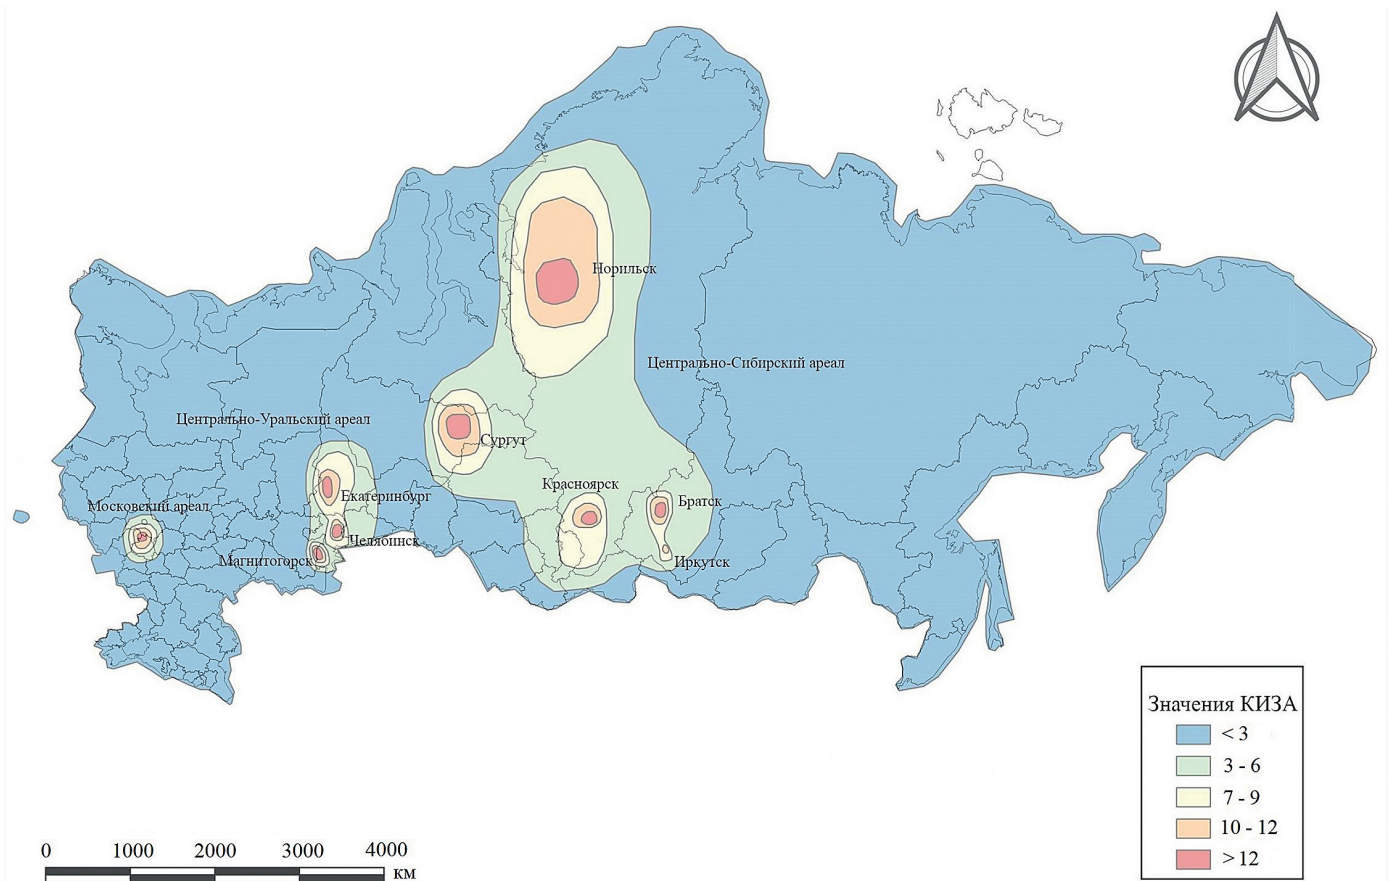 Норильск
Центрально-Сибирский ареал
Центрально-Уральский ареал
Сургут
Красноярск
Екатеринбург
Братск
Московский ареал
Челябинск
Магнитогорск
Иркутск
Значения КИЗА
< 3
3 - 6
7 - 9
10 - 12
> 12
0 1000 2000 3000 4000
км